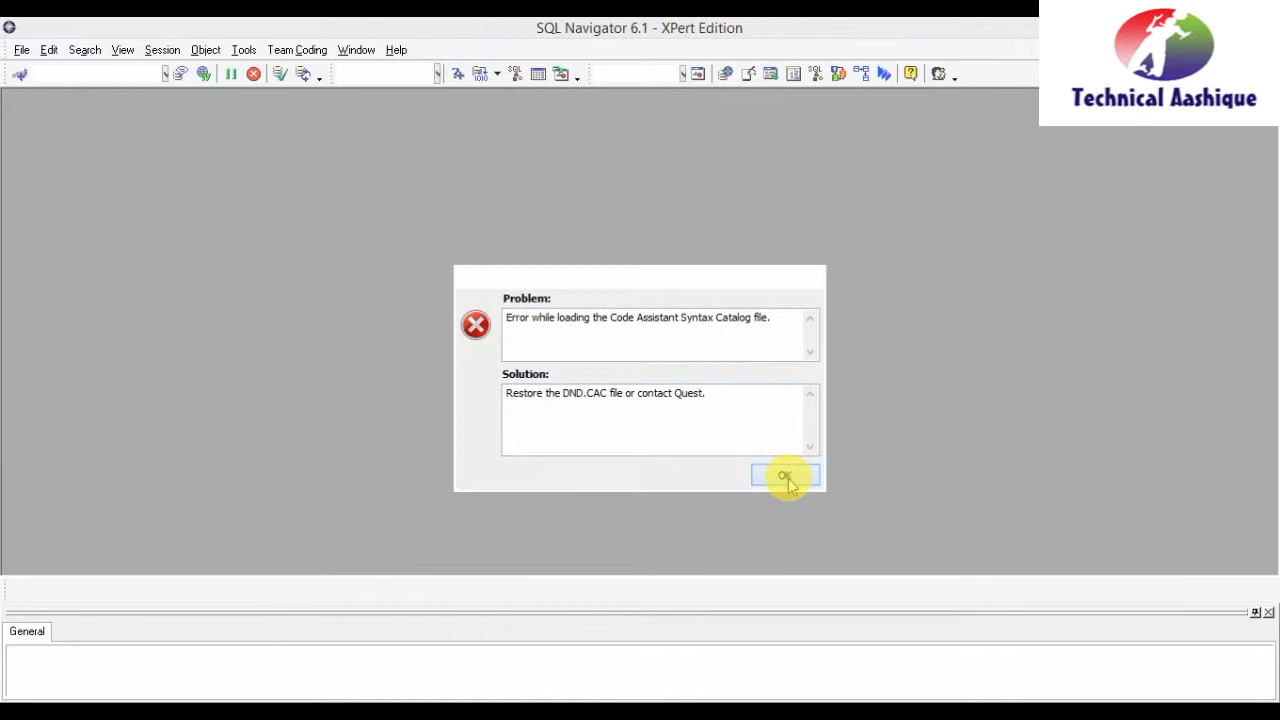 SQL Navigator 6.1 - XPert Edition
Technical Aashique
File Edit Search View Session Object Tools Team Coding Window Help
Problem:
Error while loading the Code Assistant Syntax Catalog file.
Solution:
Restore the DND.CAC file or contact Quest.
OK
General